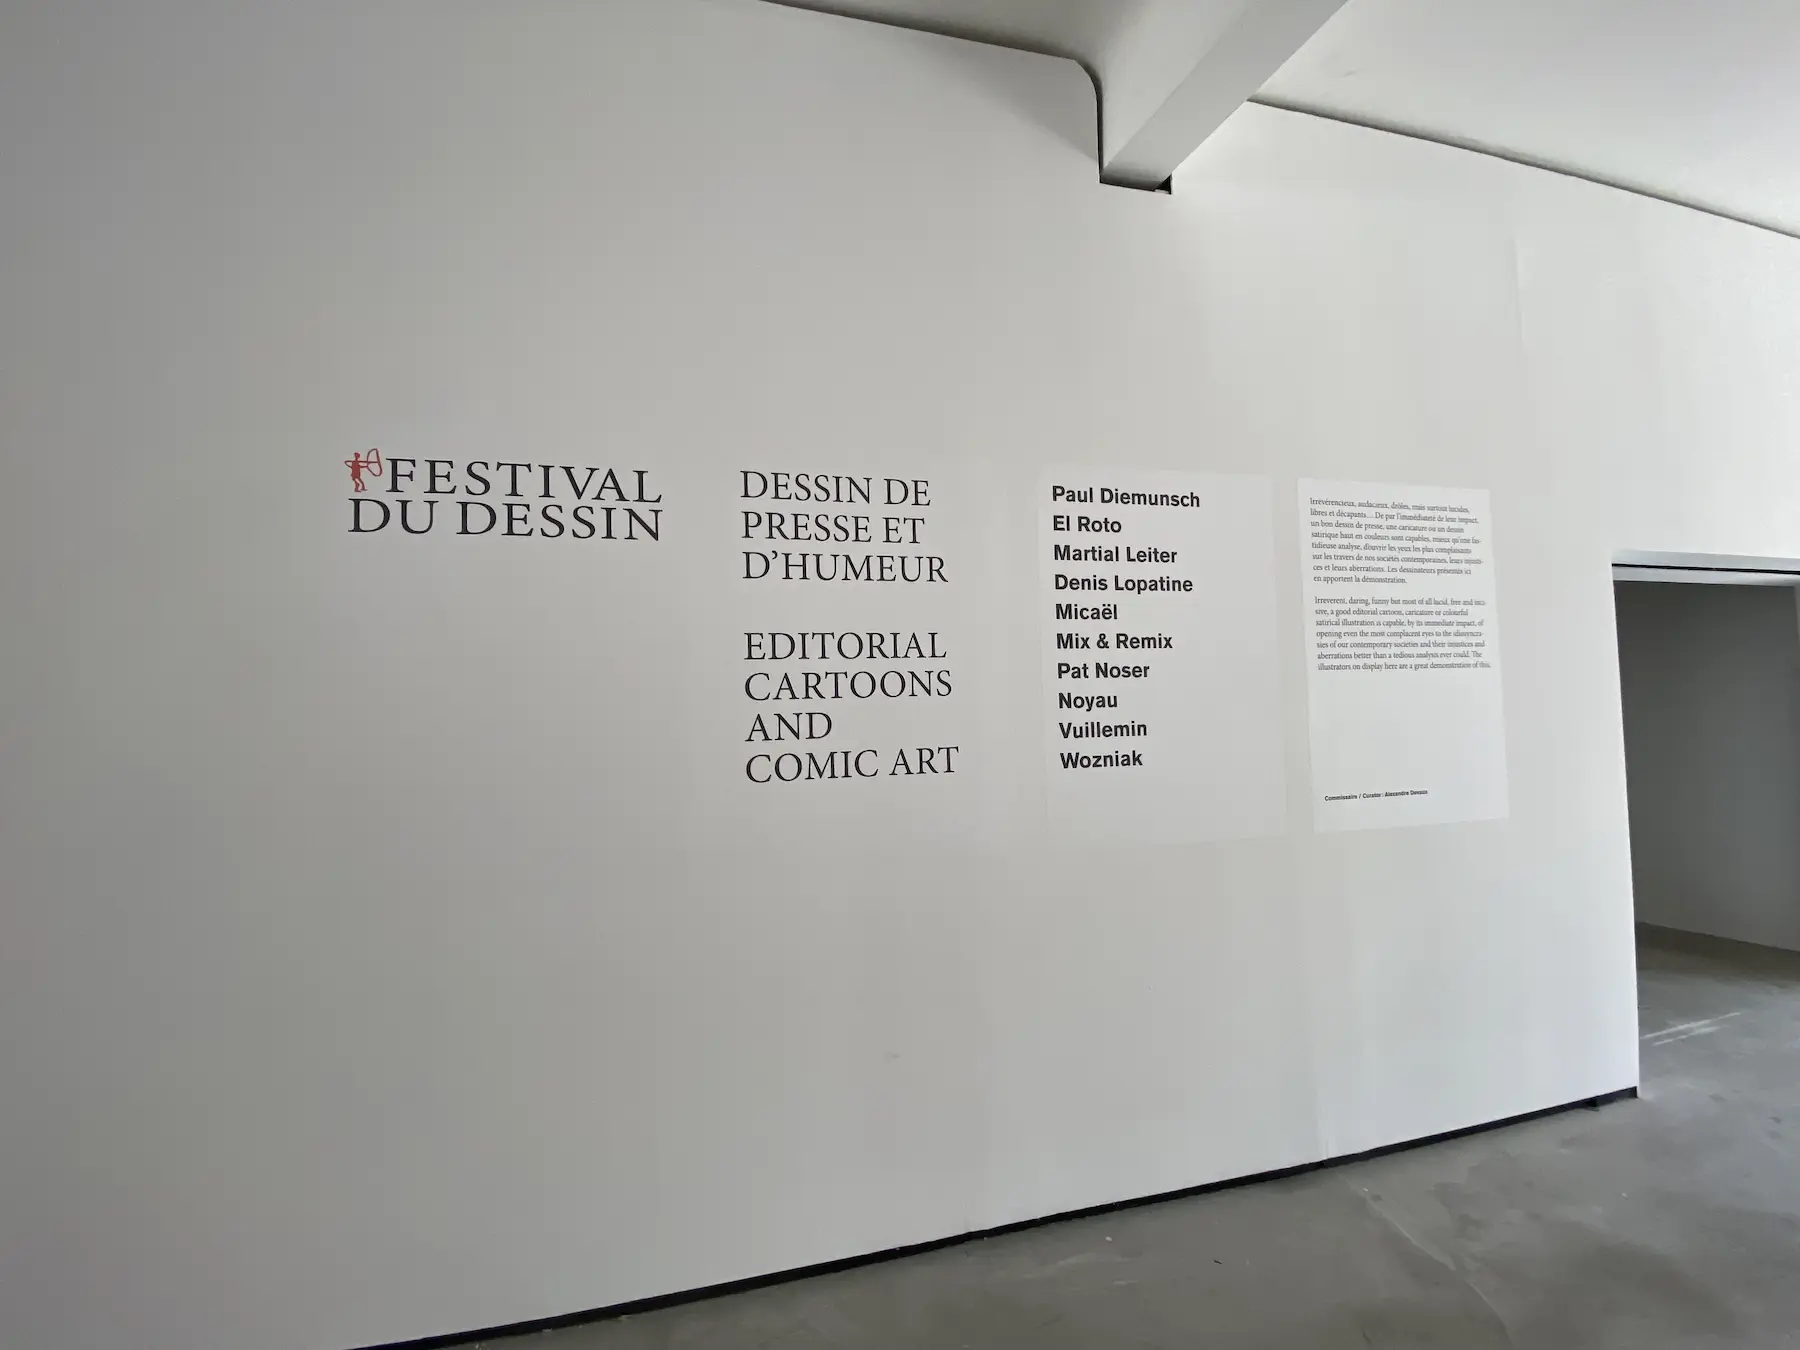 FESTIVAL
DU DESSIN
DESSIN DE
PRESSE ET
D'HUMEUR
EDITORIAL
CARTOONS
AND
COMIC ART
Paul Diemunsch
El Roto
Martial Leiter
Denis Lopatine
Micaël
Mix & Remix
Pat Noser
Noyau
Vuillemin
Wozniak
Irrévérencieux, audacieux, drôles, mais surtout lucides,
libres et décapants… De par l'immédiateté de leur impact,
un bon dessin de presse, une caricature ou un dessin
satirique haut en couleurs sont capables, mieux qu'une fas-
tidieuse analyse, d'ouvrir les yeux les plus complaisants
sur les travers de nos sociétés contemporaines, leurs injusti-
ces et leurs aberrations. Les dessinateurs présentés ici
en apportent la démonstration.
Irreverent, daring, funny but most of all lucid, free and inci-
sive, a good editorial cartoon, caricature or colourful
satirical illustration is capable, by its immediate impact, of
opening even the most complacent eyes to the idiosyncra-
sies of our contemporary societies and their injustices and
aberrations better than a tedious analysis ever could. The
illustrators on display here are a great demonstration of this.
Commissaire / Curator : Alexandre Devaux